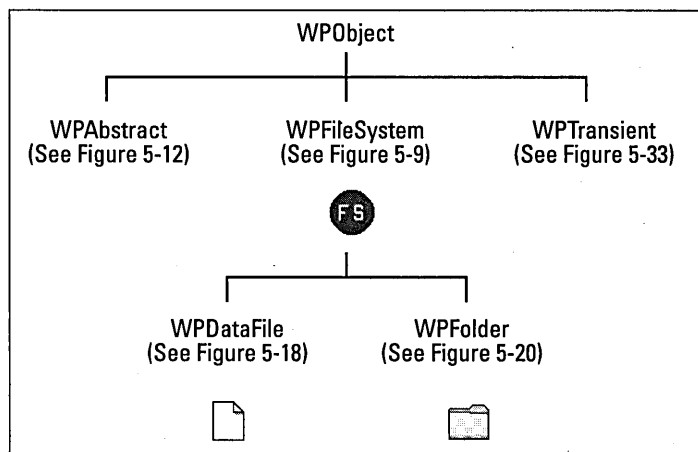 WPObject
WPAbstract WPFileSystem WPTransient
(See Figure 5-12) (See Figure 5-9) (See Figure 5-33)
FS
WPDataFile WPFolder
(See Figure 5-18) (See Figure 5-20)